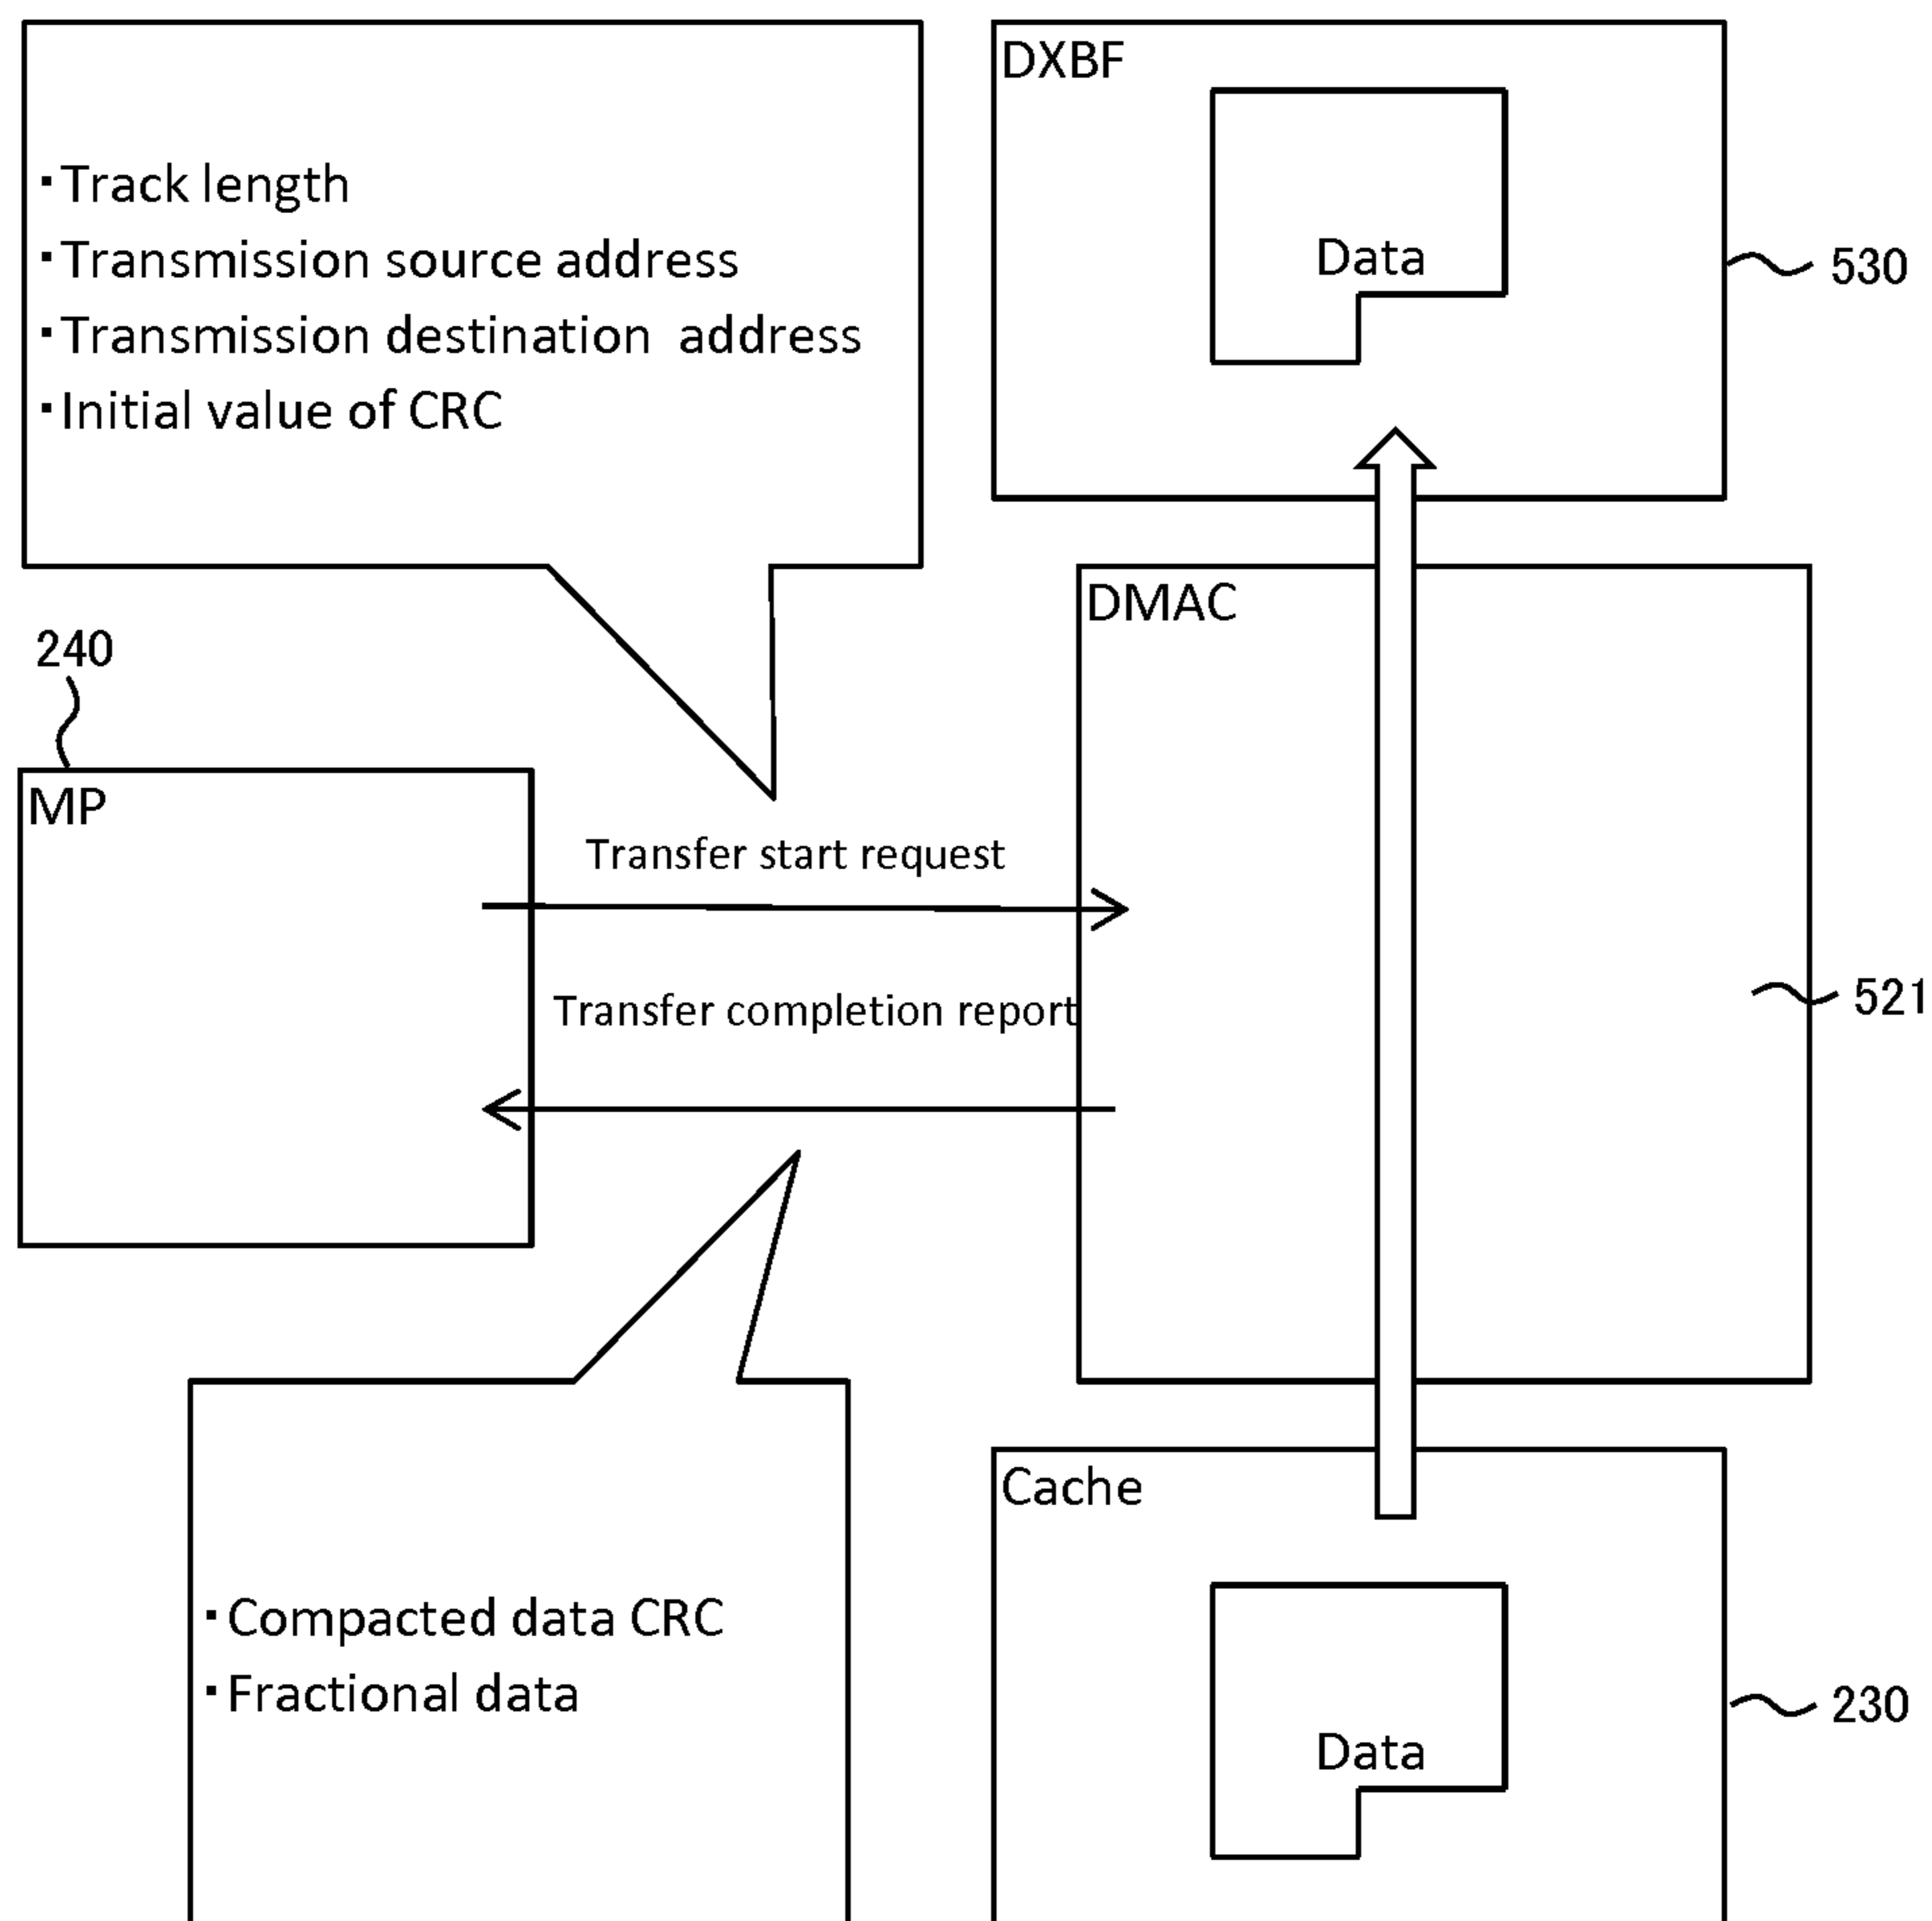 ・Track length
・Transmission source address
・Transmission destination address
・Initial value of CRC
DXBF
Data
530
DMAC
240
MP
Transfer start request
Transfer completion report
521
Cache
・Compacted data CRC
・Fractional data
Data
230